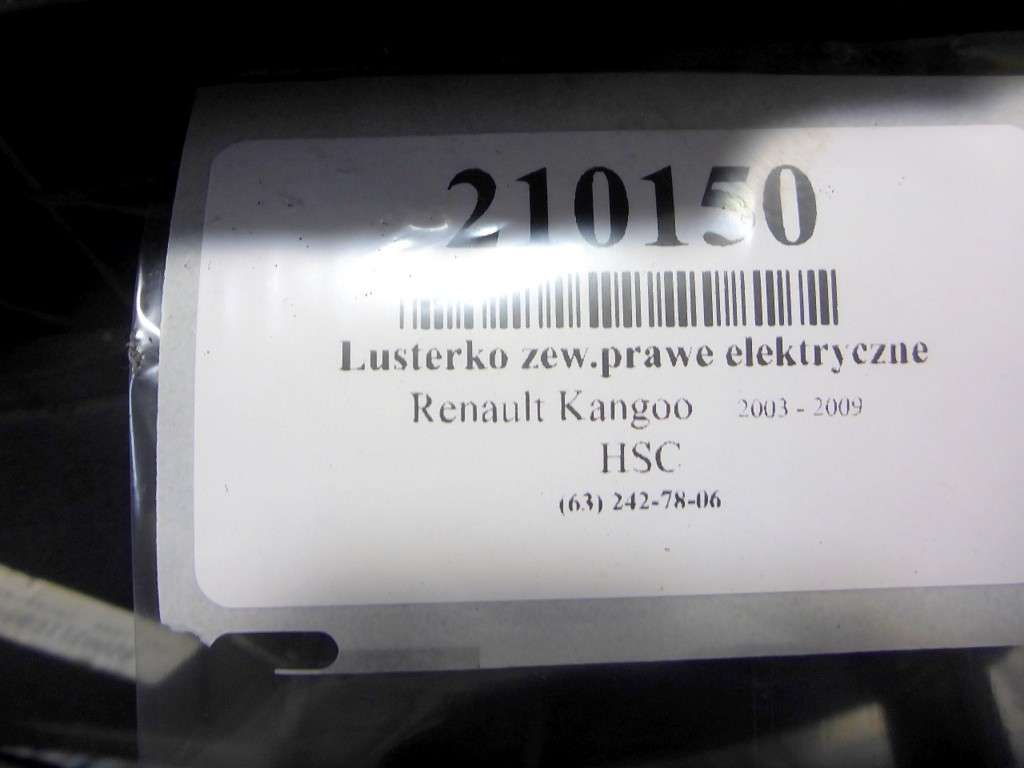 210150
Lusterko zew.prawe elektryczne
Renault Kangoo 2003 - 2009
HSC
(63) 242-78-06